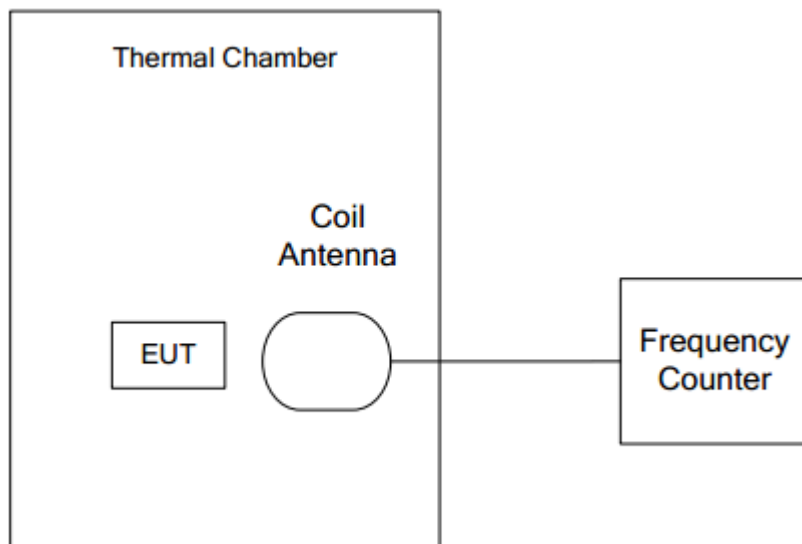 Thermal Chamber
Coil
Antenna
EUT
Frequency
Counter